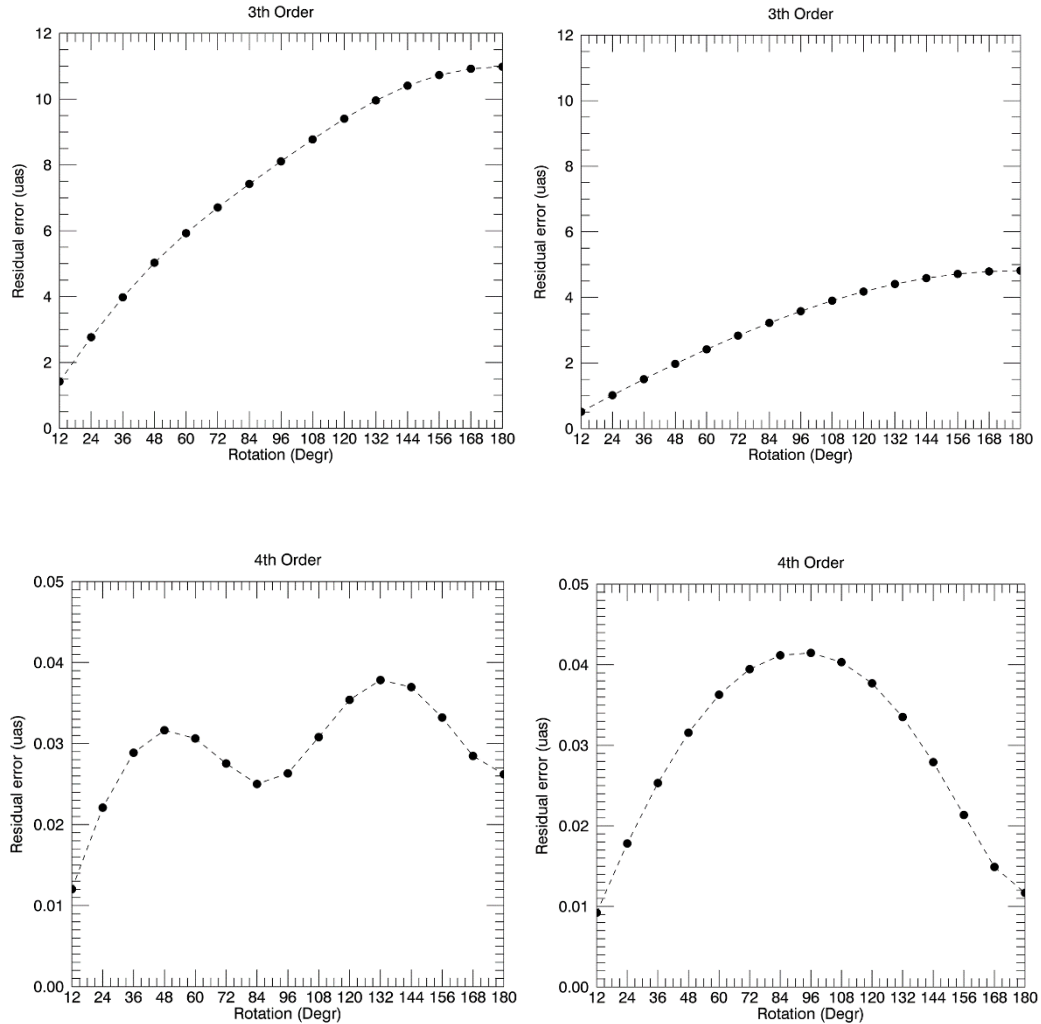 3th Order
12
10
8
6
4
2
0
Residual error (uas)
12 24 36 48 60 72 84 96 108 120 132 144 156 168 180
Rotation (Degr)
3th Order
12
10
8
6
4
2
0
Residual error (uas)
12 24 36 48 60 72 84 96 108 120 132 144 156 168 180
Rotation (Degr)
4th Order
0.05
0.04
0.03
0.02
0.01
0.00
Residual error (uas)
12 24 36 48 60 72 84 96 108 120 132 144 156 168 180
Rotation (Degr)
4th Order
0.05
0.04
0.03
0.02
0.01
0.00
Residual error (uas)
12 24 36 48 60 72 84 96 108 120 132 144 156 168 180
Rotation (Degr)